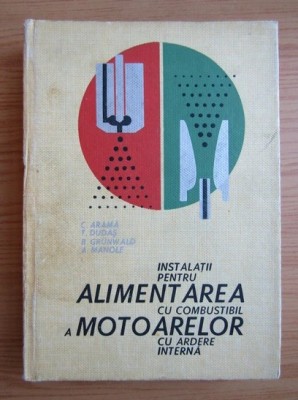 C. ARAMĂ
T. DUDAȘ
B. GRÜNWALD
A. MANOLE
INSTALAȚII
PENTRU
ALIMENTAREA
CU COMBUSTIBIL
A MOTOARELOR
CU ARDERE
INTERNĂ